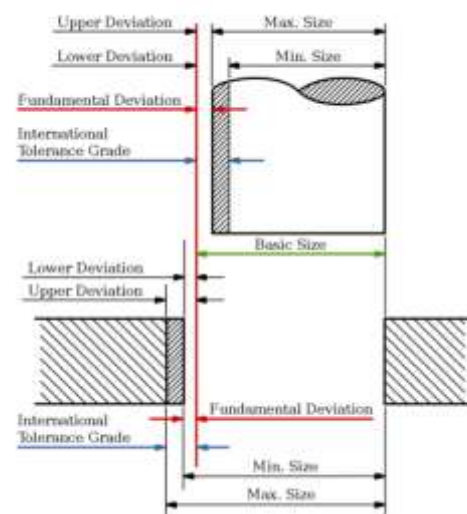 Upper Deviation
Max. Size
Lower Deviation
Min. Size
Fundamental Deviation
International
Tolerance Grade
Basic Size
Lower Deviation
Upper Deviation
Fundamental Deviation
International
Tolerance Grade
Min. Size
Max. Size